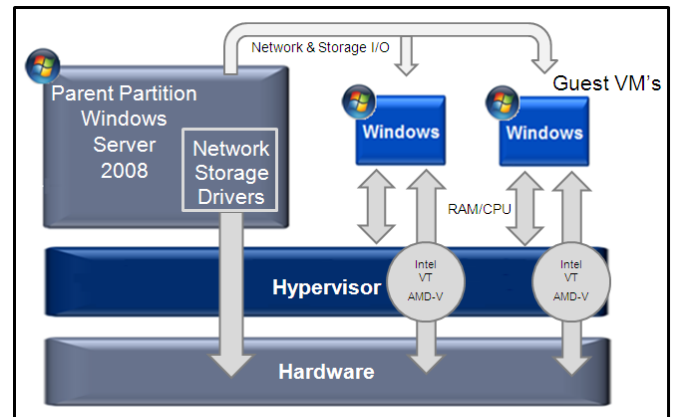 Network & Storage I/O
Guest VM's
Parent Partition
Windows
Server
2008
Network
Storage
Drivers
Windows
Windows
RAM/CPU
Intel
VT
AMD-V
Intel
VT
AMD-V
Hypervisor
Hardware